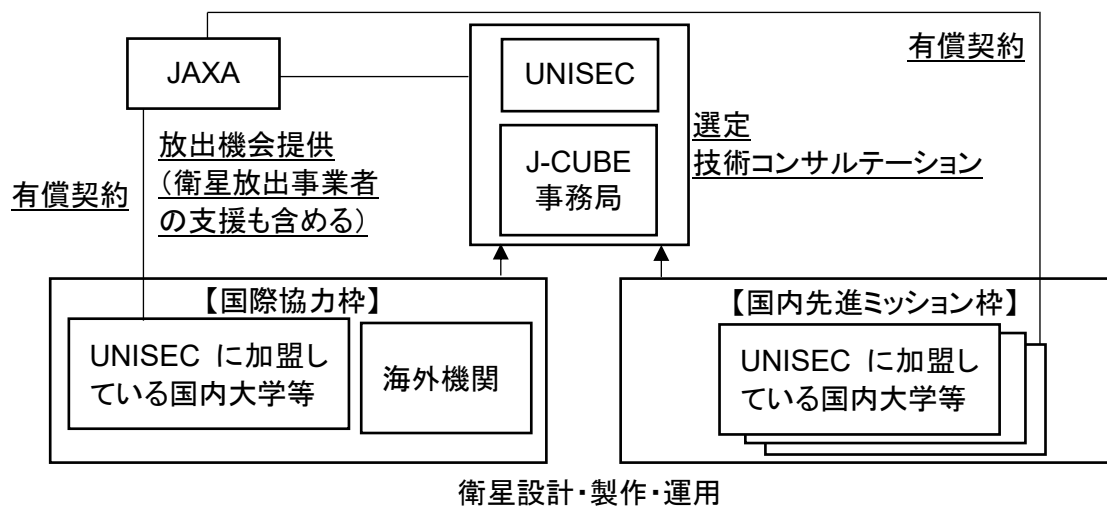 JAXA
UNISEC
J-CUBE
事務局
有償契約
選定
技術コンサルテーション
放出機会提供
（衛星放出事業者
の支援も含める）
有償契約
【国際協力枠】
UNISEC に加盟し
ている国内大学等
海外機関
【国内先進ミッション枠】
UNISEC に加盟し
ている国内大学等
衛星設計・製作・運用